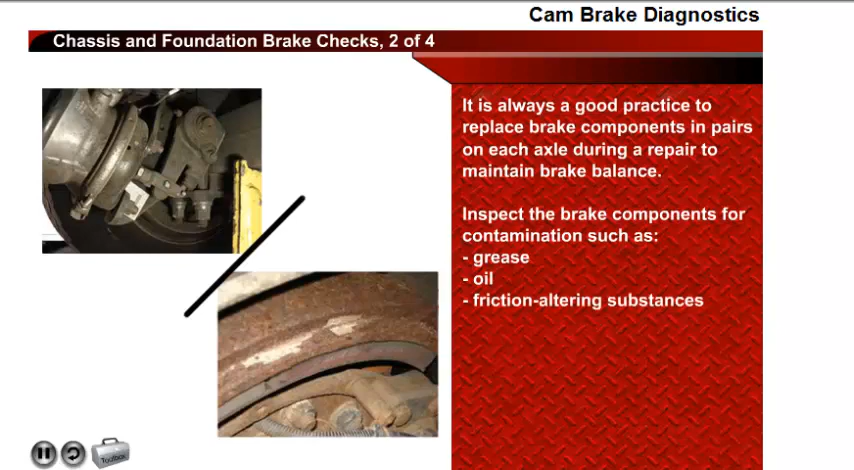 Cam Brake Diagnostics
Chassis and Foundation Brake Checks, 2 of 4
It is always a good practice to
replace brake components in pairs
on each axle during a repair to
maintain brake balance.
Inspect the brake components for
contamination such as:
- grease
- oil
- friction-altering substances
Toolbox